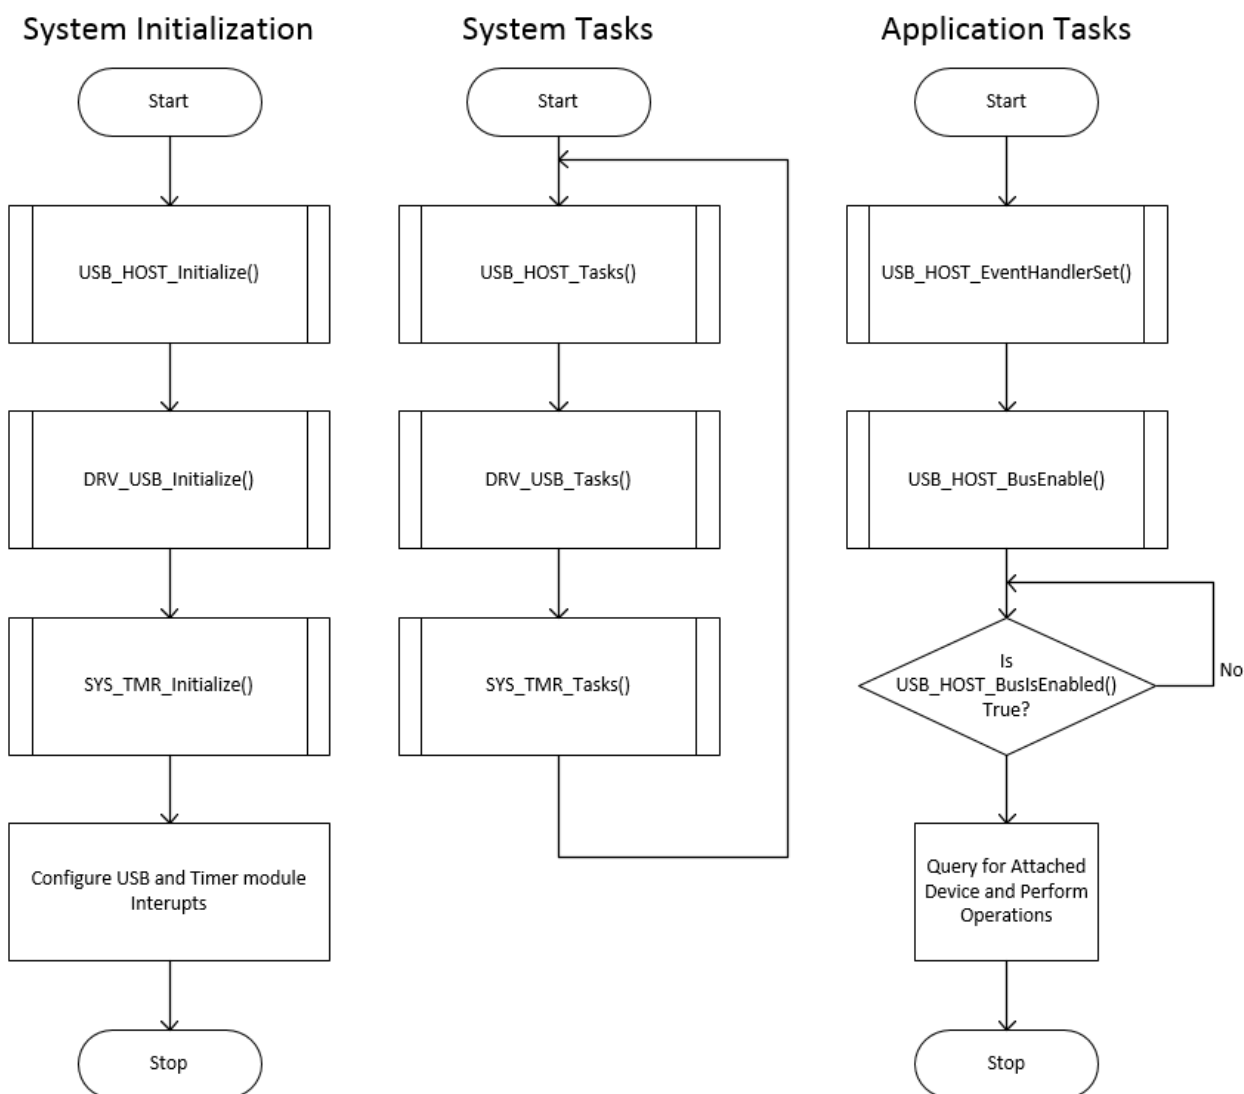 System Initialization
Start
USB_HOST_Initialize()
DRV_USB_Initialize()
SYS_TMR_Initialize()
Configure USB and Timer module
Interupts
Stop
System Tasks
Start
USB_HOST_Tasks()
DRV_USB_Tasks()
SYS_TMR_Tasks()
Application Tasks
Start
USB_HOST_EventHandlerSet()
USB_HOST_BusEnable()
Is
USB_HOST_BusIsEnabled()
True?
No
Query for Attached
Device and Perform
Operations
Stop